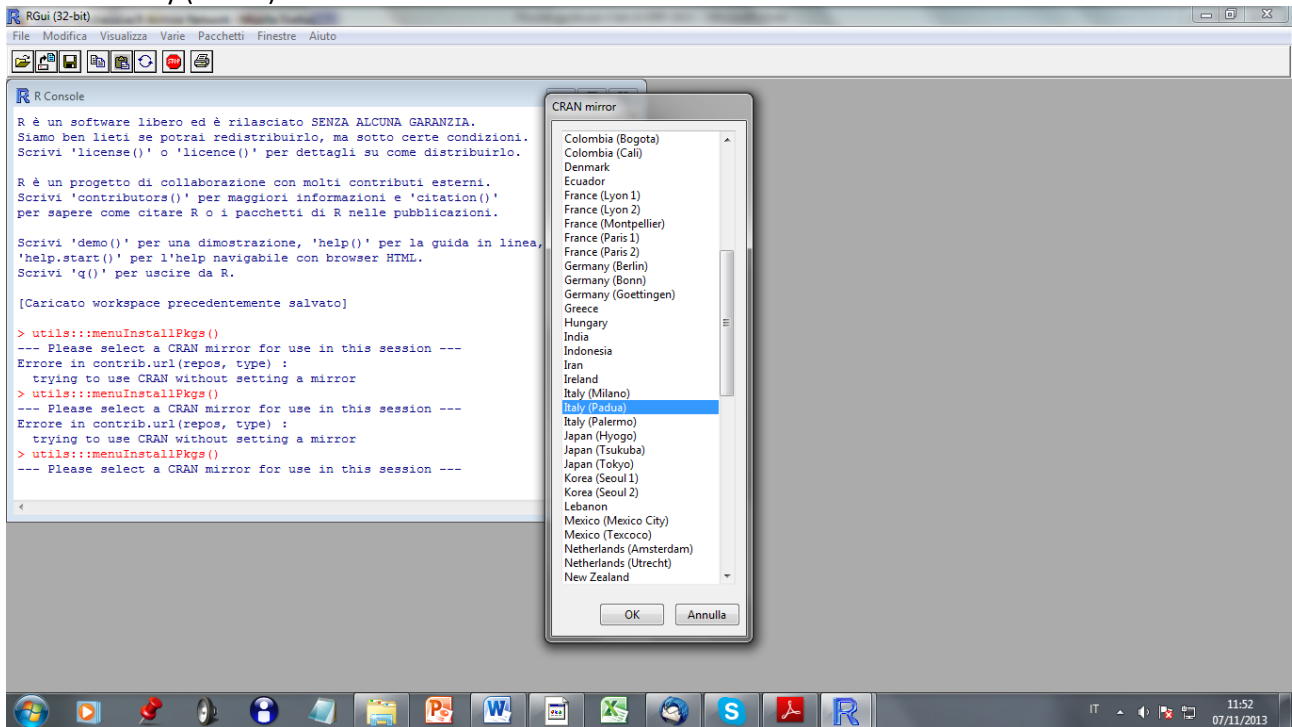 RGui (32-bit)
File Modifica Visualizza Varie Pacchetti Finestre Aiuto
STOP
R Console
R è un software libero ed è rilasciato SENZA ALCUNA GARANZIA.
Siamo ben lieti se potrai redistribuirlo, ma sotto certe condizioni.
Scrivi 'license()' o 'licence()' per dettagli su come distribuirlo.
R è un progetto di collaborazione con molti contributi esterni.
Scrivi 'contributors()' per maggiori informazioni e 'citation()'
per sapere come citare R o i pacchetti di R nelle pubblicazioni.
Scrivi 'demo()' per una dimostrazione, 'help()' per la guida in linea,
'help.start()' per l'help navigabile con browser HTML.
Scrivi 'q()' per uscire da R.
[Caricato workspace precedentemente salvato]
> utils:::menuInstallPkgs()
--- Please select a CRAN mirror for use in this session ---
Errore in contrib.url(repos, type) :
trying to use CRAN without setting a mirror
> utils:::menuInstallPkgs()
--- Please select a CRAN mirror for use in this session ---
Errore in contrib.url(repos, type) :
trying to use CRAN without setting a mirror
> utils:::menuInstallPkgs()
--- Please select a CRAN mirror for use in this session ---
CRAN mirror
Colombia (Bogota)
Colombia (Cali)
Denmark
Ecuador
France (Lyon 1)
France (Lyon 2)
France (Montpellier)
France (Paris 1)
France (Paris 2)
Germany (Berlin)
Germany (Bonn)
Germany (Goettingen)
Greece
Hungary
India
Indonesia
Iran
Ireland
Italy (Milano)
Italy (Padua)
Italy (Palermo)
Japan (Hyogo)
Japan (Tsukuba)
Japan (Tokyo)
Korea (Seoul 1)
Korea (Seoul 2)
Lebanon
Mexico (Mexico City)
Mexico (Texcoco)
Netherlands (Amsterdam)
Netherlands (Utrecht)
New Zealand
OK Annulla
IT
11:52
07/11/2013